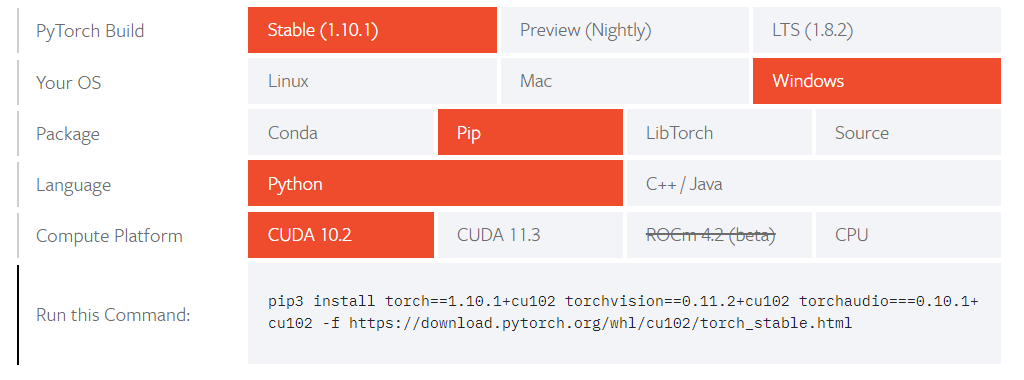 PyTorch Build Stable (1.10.1) Preview (Nightly) LTS (1.8.2)
Your OS Linux Mac Windows
Package Conda Pip LibTorch Source
Language Python C++ / Java
Compute Platform CUDA 10.2 CUDA 11.3 ROCm 4.2 (beta) CPU
Run this Command:
pip3 install torch==1.10.1+cu102 torchvision==0.11.2+cu102 torchaudio===0.10.1+
cu102 -f https://download.pytorch.org/whl/cu102/torch_stable.html